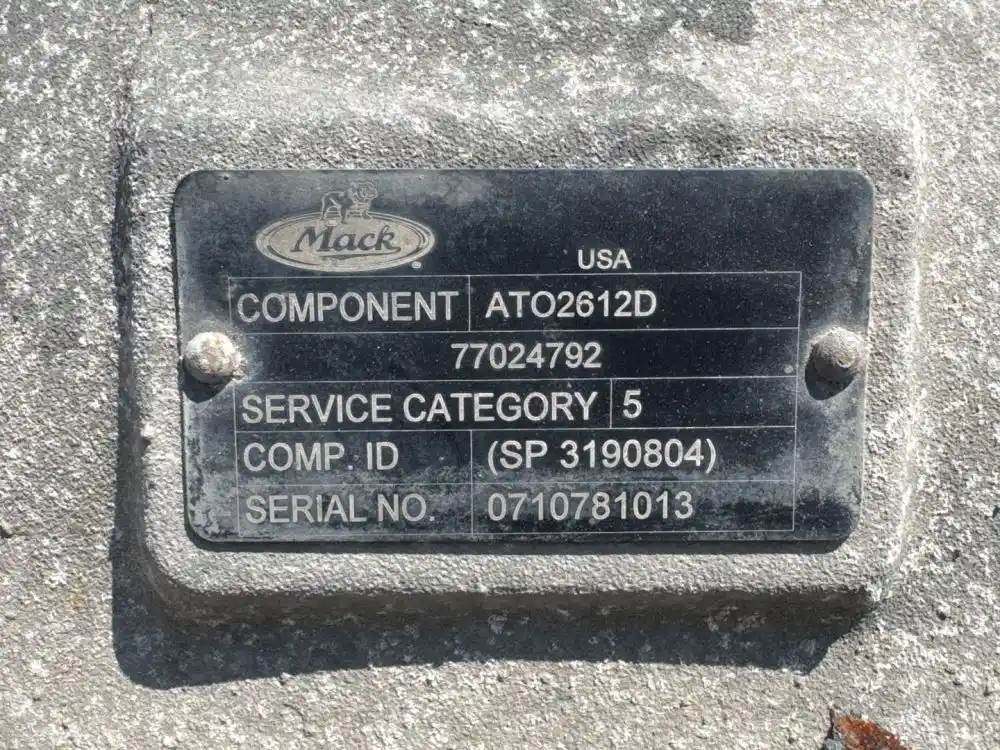 Mack
USA
COMPONENT ATO2612D
77024792
SERVICE CATEGORY 5
COMP. ID (SP 3190804)
SERIAL NO. 0710781013